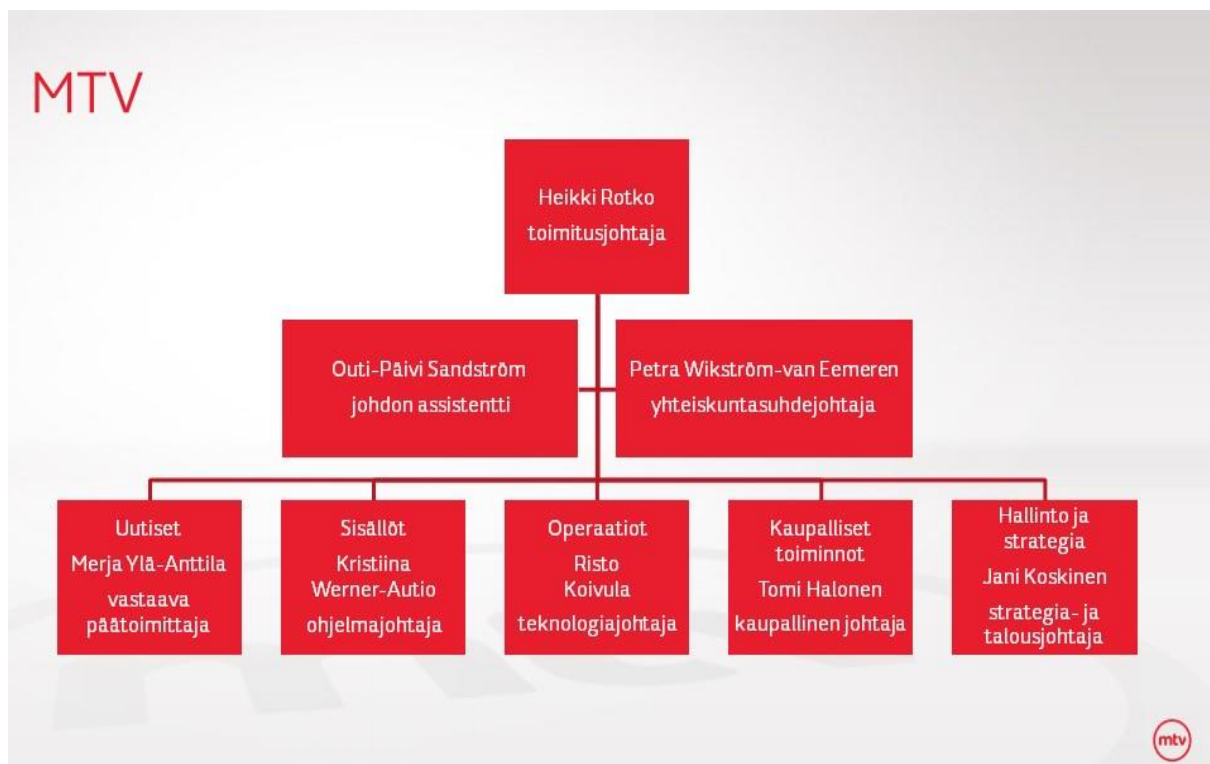 MTV
Heikki Rotko
toimitusjohtaja
Outi-Päivi Sandström
johdon assistentti
Petra Wikström-van Eemeren
yhteiskuntasuhdejohtaja
Uutiset
Merja Ylä-Anttila
vastaava
päätoimittaja
Sisällöt
Kristiina
Werner-Autio
ohjelmajohtaja
Operaatiot
Risto
Koivula
teknologiajohtaja
Kaupalliset
toiminnot
Tomi Halonen
kaupallinen johtaja
Hallinto ja
strategia
Jani Koskinen
strategia- ja
talousjohtaja
mtv